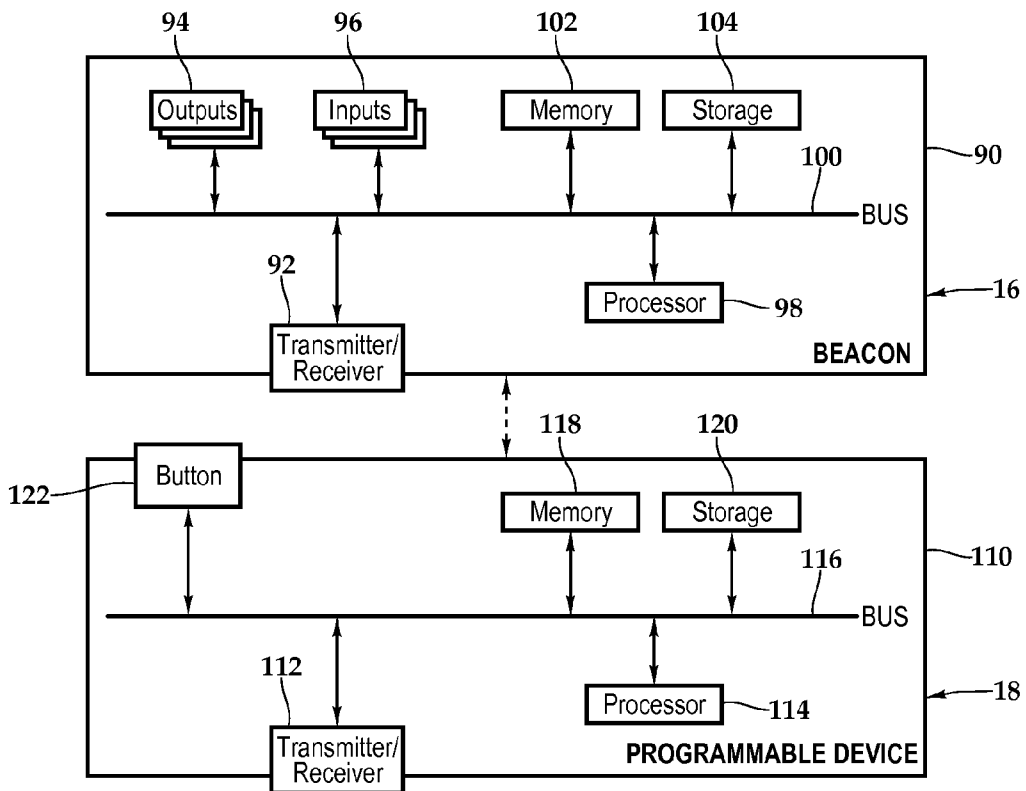 94
96
102
104
Outputs
Inputs
Memory
Storage
90
100
BUS
92
Processor
98
16
Transmitter/
Receiver
BEACON
118
120
Button
122
Memory
Storage
110
116
BUS
112
Processor
114
18
Transmitter/
Receiver
PROGRAMMABLE DEVICE